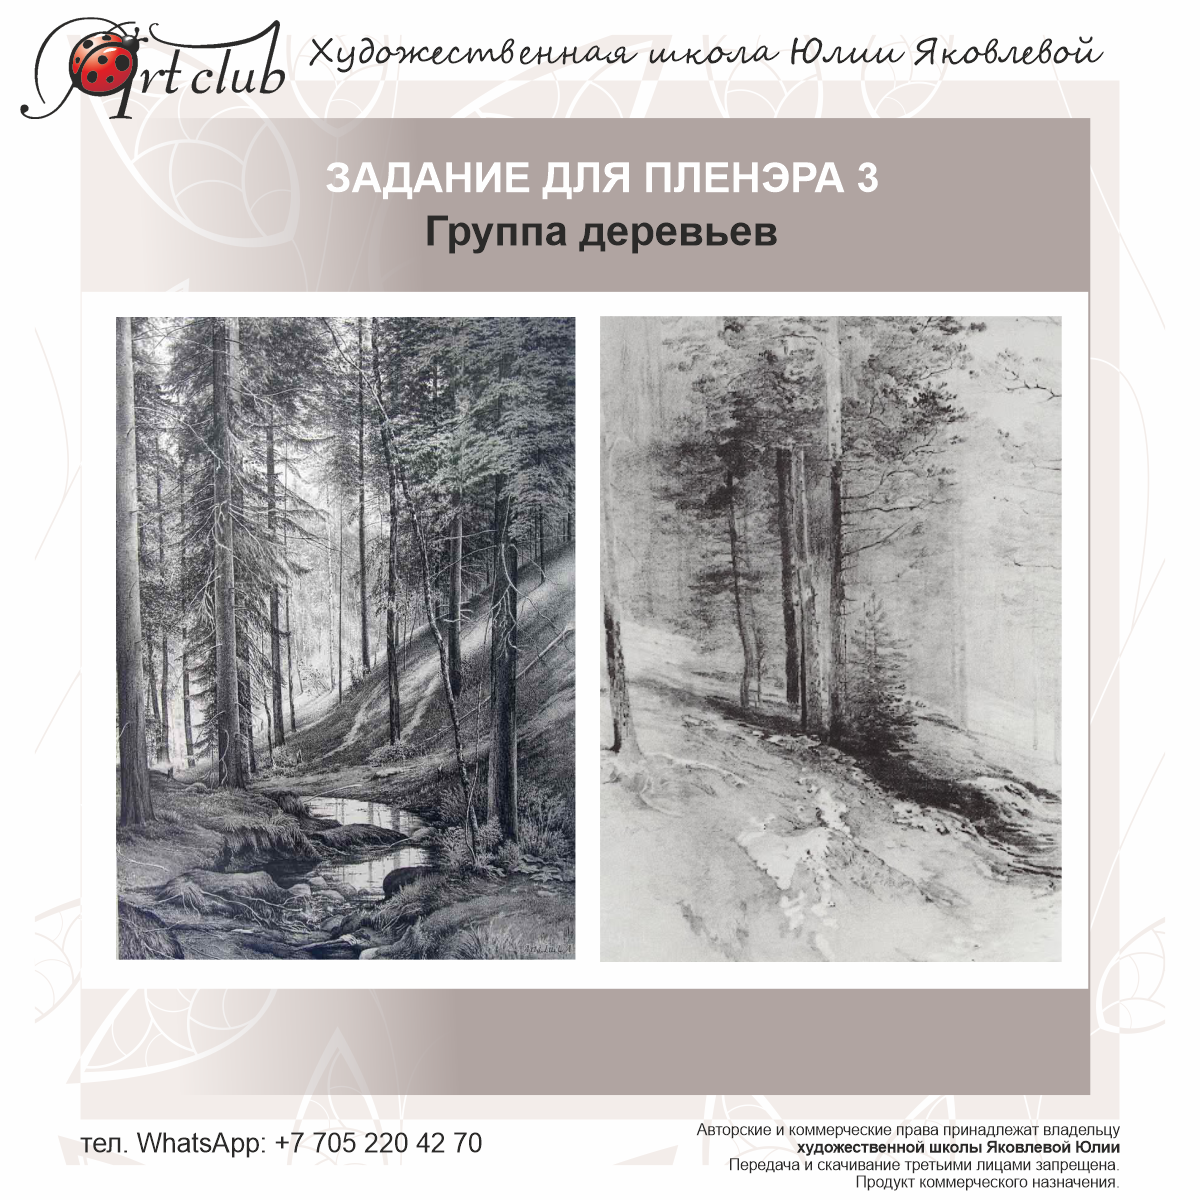 Art club
Художественная школа Юлии Яковлевой
ЗАДАНИЕ ДЛЯ ПЛЕНЭРА 3
Группа деревьев
тел. WhatsApp: +7 705 220 42 70
Авторские и коммерческие права принадлежат владельцу
художественной школы Яковлевой Юлии
Передача и скачивание третьими лицами запрещена.
Продукт коммерческого назначения.